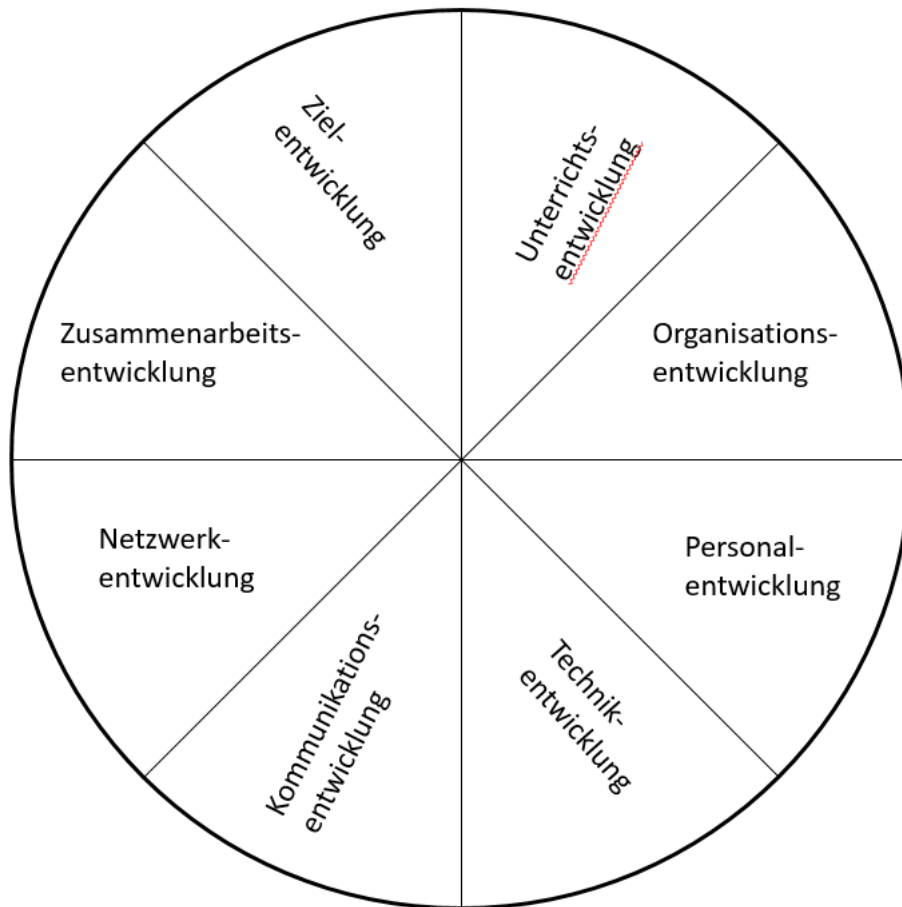 Ziel-
entwicklung
Unterrichts-
entwicklung
Zusammenarbeits-
entwicklung
Organisations-
entwicklung
Netzwerk-
entwicklung
Personal-
entwicklung
Kommunikations-
entwicklung
Technik-
entwicklung